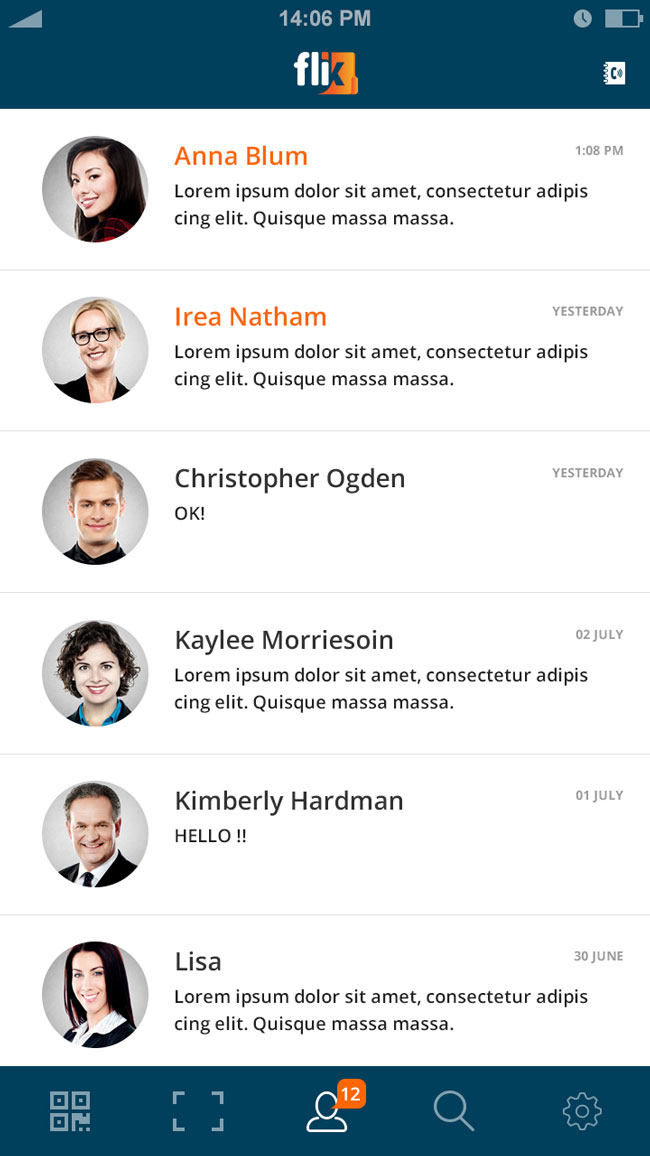 14:06 PM
flik
Anna Blum
1:08 PM
Lorem ipsum dolor sit amet, consectetur adipis
cing elit. Quisque massa massa.
Irea Natham
YESTERDAY
Lorem ipsum dolor sit amet, consectetur adipis
cing elit. Quisque massa massa.
Christopher Ogden
YESTERDAY
OK!
Kaylee Morriesoin
02 JULY
Lorem ipsum dolor sit amet, consectetur adipis
cing elit. Quisque massa massa.
Kimberly Hardman
01 JULY
HELLO !!
Lisa
30 JUNE
Lorem ipsum dolor sit amet, consectetur adipis
cing elit. Quisque massa massa.
12